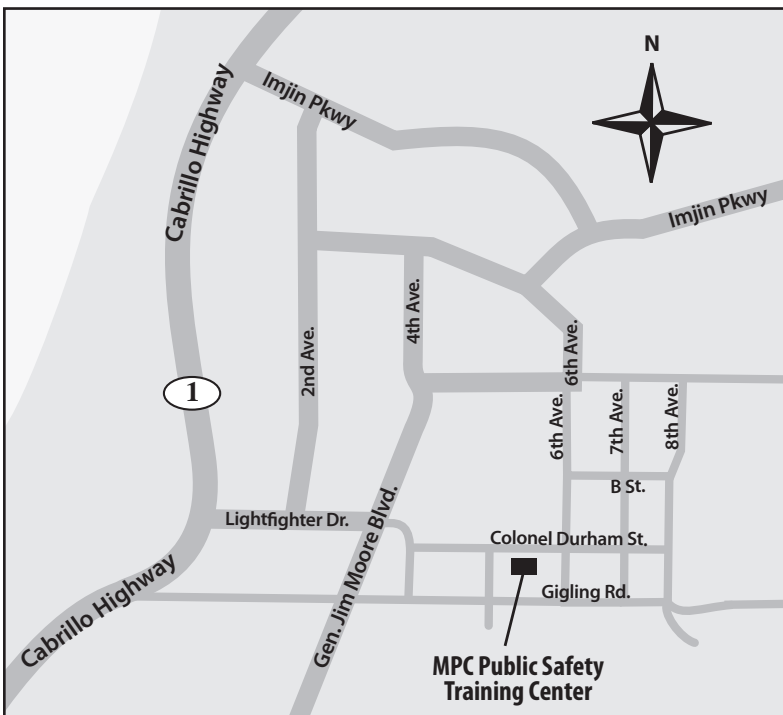 N
Imjin Pkwy
Cabrillo Highway
Imjin Pkwy
4th Ave.
2nd Ave.
6th Ave.
1
6th Ave.
7th Ave.
8th Ave.
B St.
Lightfighter Dr.
Gen. Jim Moore Blvd.
Colonel Durham St.
Gigling Rd.
Cabrillo Highway
MPC Public Safety
Training Center